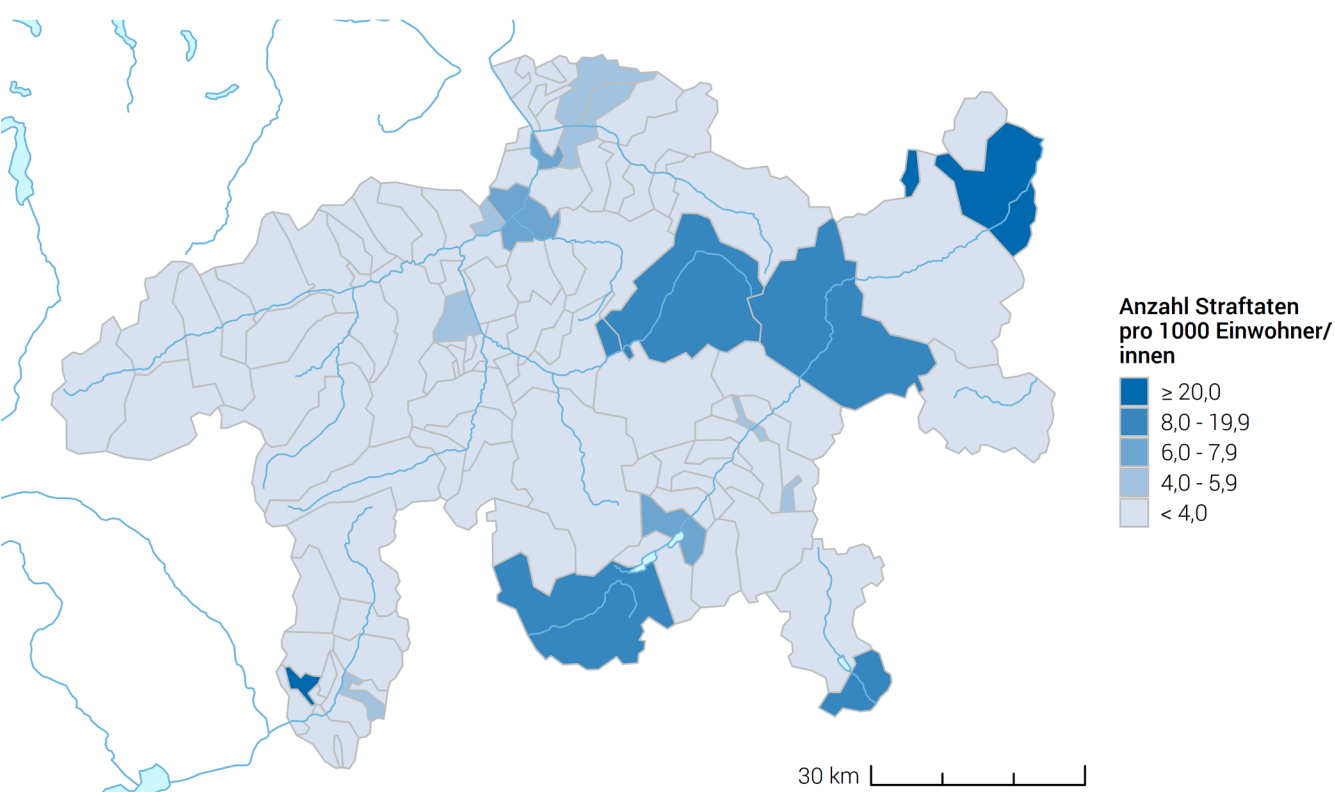 Anzahl Straftaten
pro 1000 Einwohner/
innen
≥ 20,0
8,0 - 19,9
6,0 - 7,9
4,0 - 5,9
< 4,0
30 km